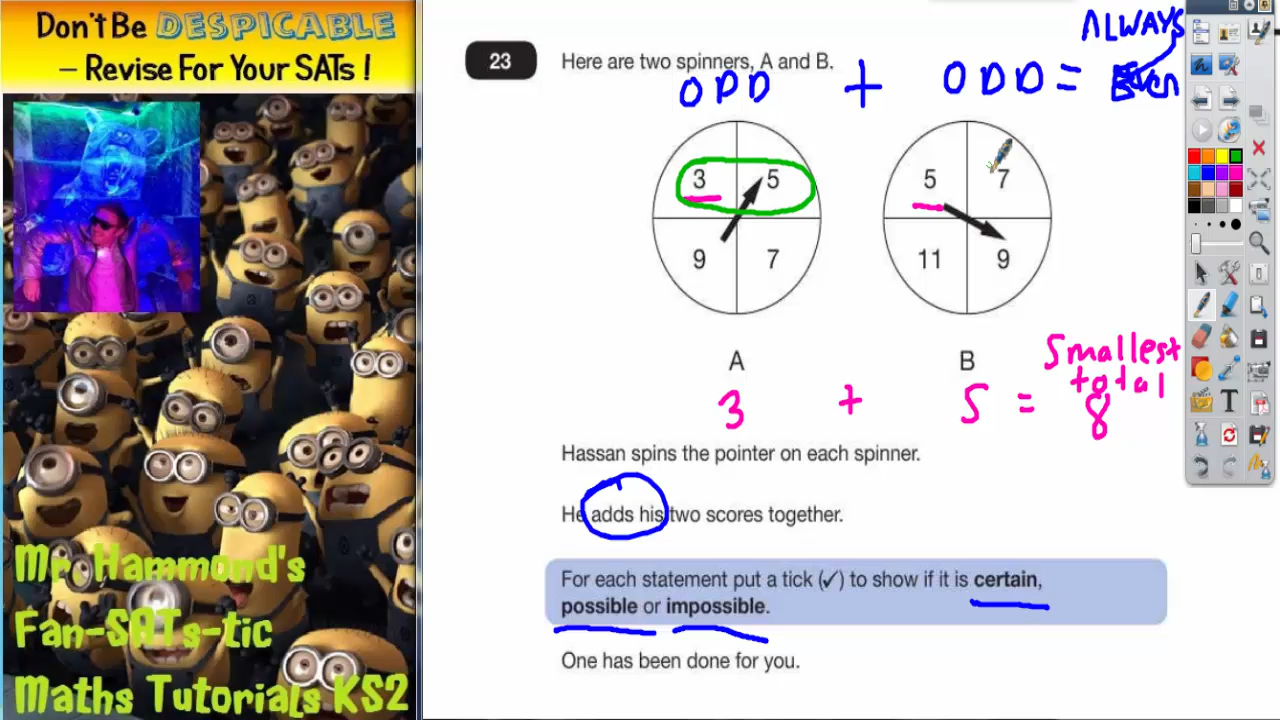 Don't Be DESPICABLE
– Revise For Your SATs !
Mr. Hammond's
Fan-SATs-tic
Maths Tutorials KS2
ALWAYS
23 Here are two spinners, A and B.
ODD + ODD = Even
3 5
9 7
5 7
11 9
A B
Smallest
total
3 + 5 = 8
Hassan spins the pointer on each spinner.
He adds his two scores together.
For each statement put a tick (✓) to show if it is certain,
possible or impossible.
One has been done for you.